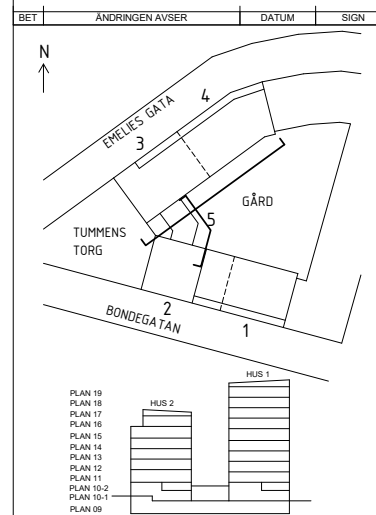 BET ÄNDRINGEN AVSER DATUM SIGN
N
EMELIES GATA
4
3
5
GÅRD
TUMMENS
TORG
2
BONDEGATAN
1
HUS 1
HUS 2
PLAN 19
PLAN 18
PLAN 17
PLAN 16
PLAN 15
PLAN 14
PLAN 13
PLAN 12
PLAN 11
PLAN 10-2
PLAN 10-1
PLAN 09